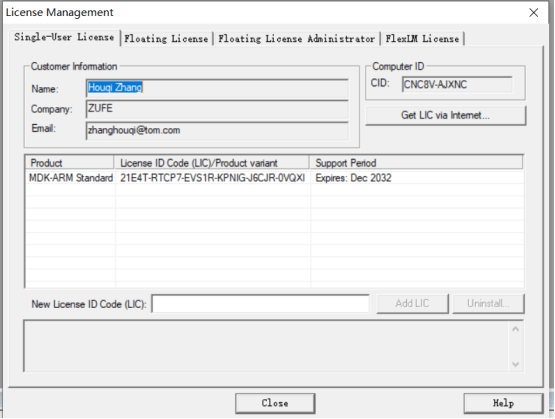 License Management
Single-User License Floating License Floating License Administrator FlexLM License
Customer Information
Name: Houqi Zhang
Company: ZUFE
Email: zhanghouqi@tom.com
Computer ID
CID: CNC8V-AJXNC
Get LIC via Internet...
Product License ID Code (LIC)/Product variant Support Period
MDK-ARM Standard 21E4T-RTCP7-EVS1R-KPNIG-J6CJR-0VQXI Expires: Dec 2032
New License ID Code (LIC): Add LIC Uninstall...
Close Help